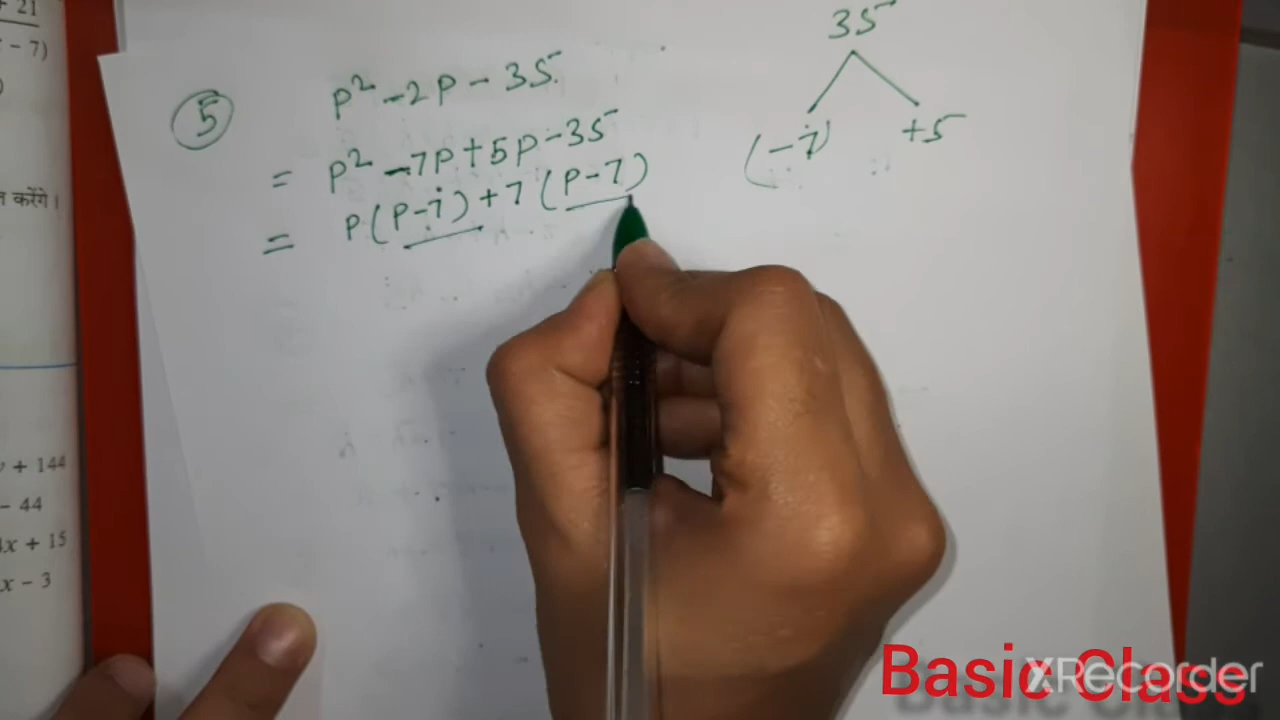 + 21
- 7)
35
(-7) +5
5
p² - 2p - 35
= p² - 7p + 5p - 35
= p(p-7) + 7(p-7)
करेंगे।
+ 144
- 44
x + 15
x - 3
Basic Class
XRecorder